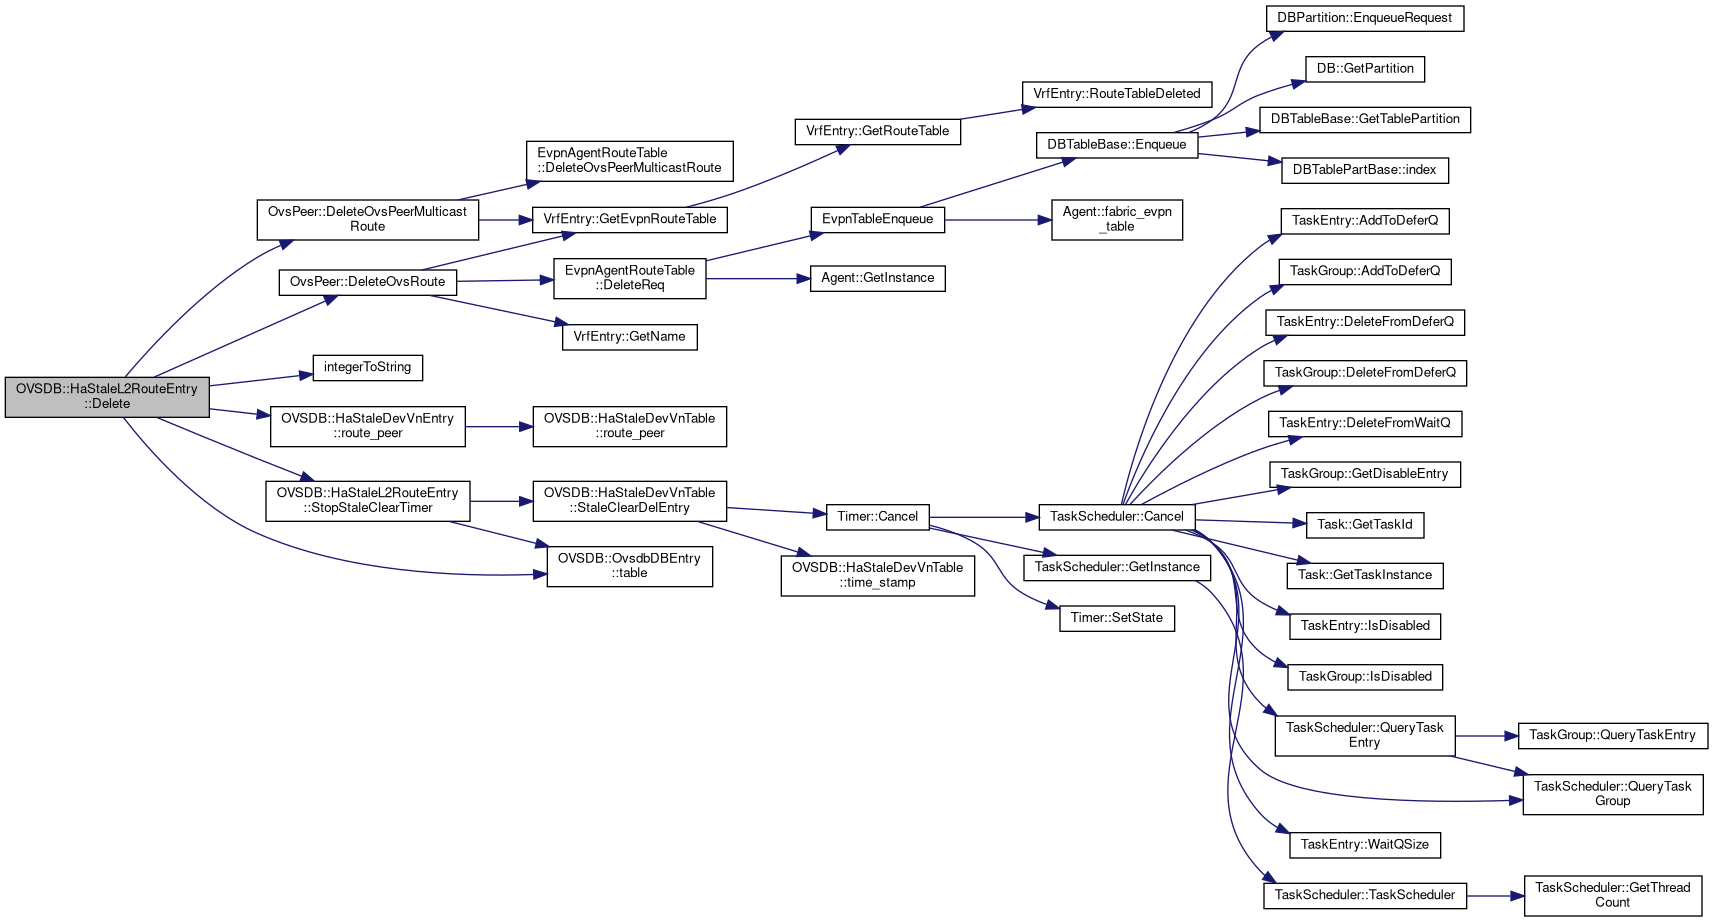 OVSDB::HaStaleL2RouteEntry
::Delete
OvsPeer::DeleteOvsPeerMulticast
Route
OvsPeer::DeleteOvsRoute
integerToString
OVSDB::HaStaleDevVnEntry
::route_peer
OVSDB::HaStaleL2RouteEntry
::StopStaleClearTimer
EvpnAgentRouteTable
::DeleteOvsPeerMulticastRoute
VrfEntry::GetEvpnRouteTable
EvpnAgentRouteTable
::DeleteReq
VrfEntry::GetName
OVSDB::HaStaleDevVnTable
::route_peer
OVSDB::HaStaleDevVnTable
::StaleClearDelEntry
OVSDB::OvsdbDBEntry
::table
VrfEntry::GetRouteTable
EvpnTableEnqueue
Agent::GetInstance
Timer::Cancel
OVSDB::HaStaleDevVnTable
::time_stamp
VrfEntry::RouteTableDeleted
DBTableBase::Enqueue
Agent::fabric_evpn
_table
TaskScheduler::Cancel
TaskScheduler::GetInstance
Timer::SetState
DBPartition::EnqueueRequest
DB::GetPartition
DBTableBase::GetTablePartition
DBTablePartBase::index
TaskEntry::AddToDeferQ
TaskGroup::AddToDeferQ
TaskEntry::DeleteFromDeferQ
TaskGroup::DeleteFromDeferQ
TaskEntry::DeleteFromWaitQ
TaskGroup::GetDisableEntry
Task::GetTaskId
Task::GetTaskInstance
TaskEntry::IsDisabled
TaskGroup::IsDisabled
TaskScheduler::QueryTask
Entry
TaskEntry::WaitQSize
TaskScheduler::TaskScheduler
TaskGroup::QueryTaskEntry
TaskScheduler::QueryTask
Group
TaskScheduler::GetThread
Count